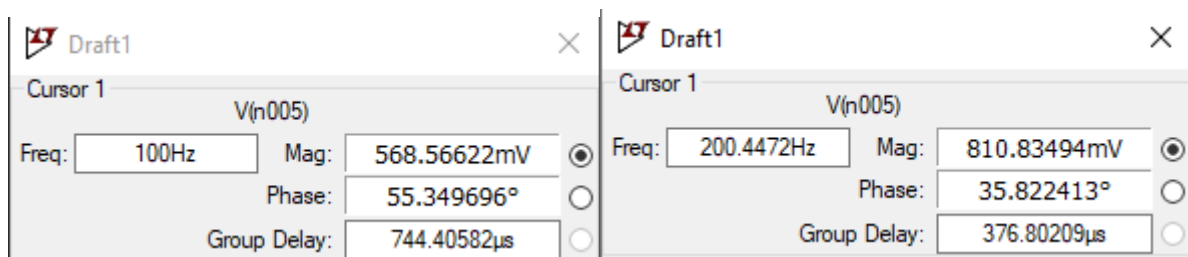 Draft1
Cursor 1
V(n005)
Freq: 100Hz Mag: 568.56622mV
Phase: 55.349696°
Group Delay: 744.40582µs
Draft1
Cursor 1
V(n005)
Freq: 200.4472Hz Mag: 810.83494mV
Phase: 35.822413°
Group Delay: 376.80209µs